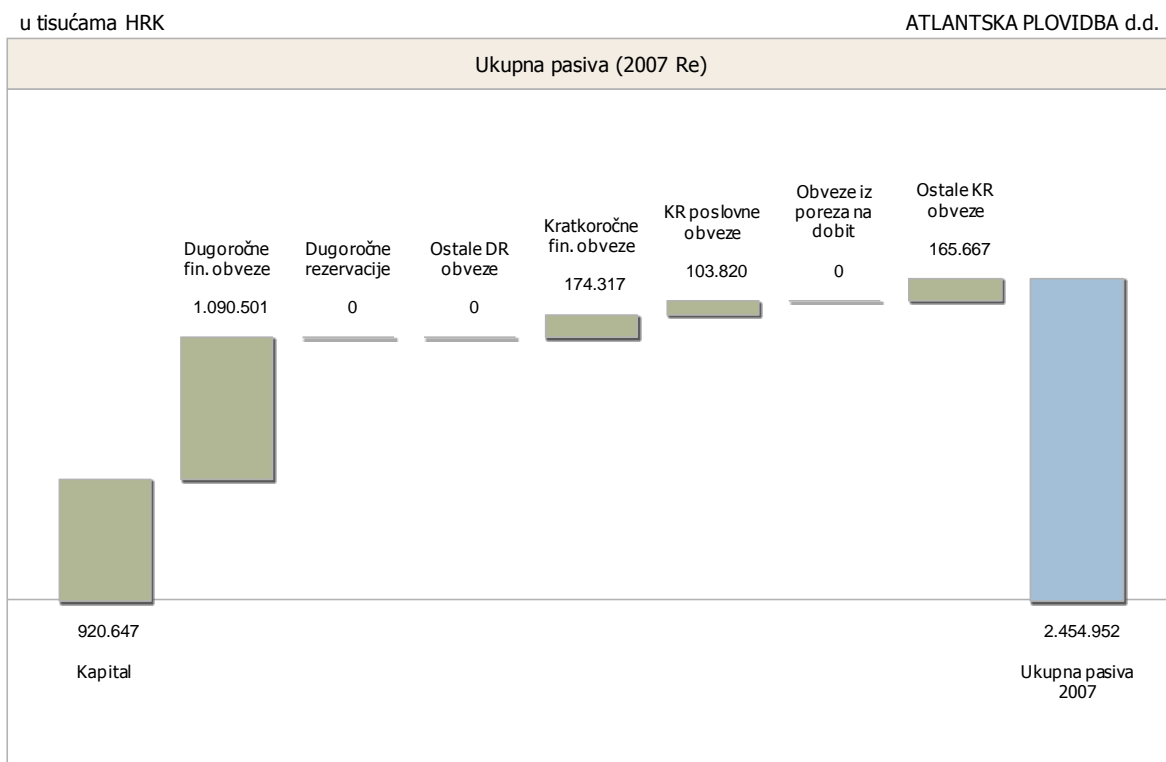 u tisućama HRK
ATLANTSKA PLOVIDBA d.d.
Ukupna pasiva (2007 Re)
Dugoročne
fin. obveze
1.090.501
Dugoročne
rezervacije
0
Ostale DR
obveze
0
Kratkoročne
fin. obveze
174.317
KR poslovne
obveze
103.820
Obveze iz
poreza na
dobit
0
Ostale KR
obveze
165.667
920.647
Kapital
2.454.952
Ukupna pasiva
2007